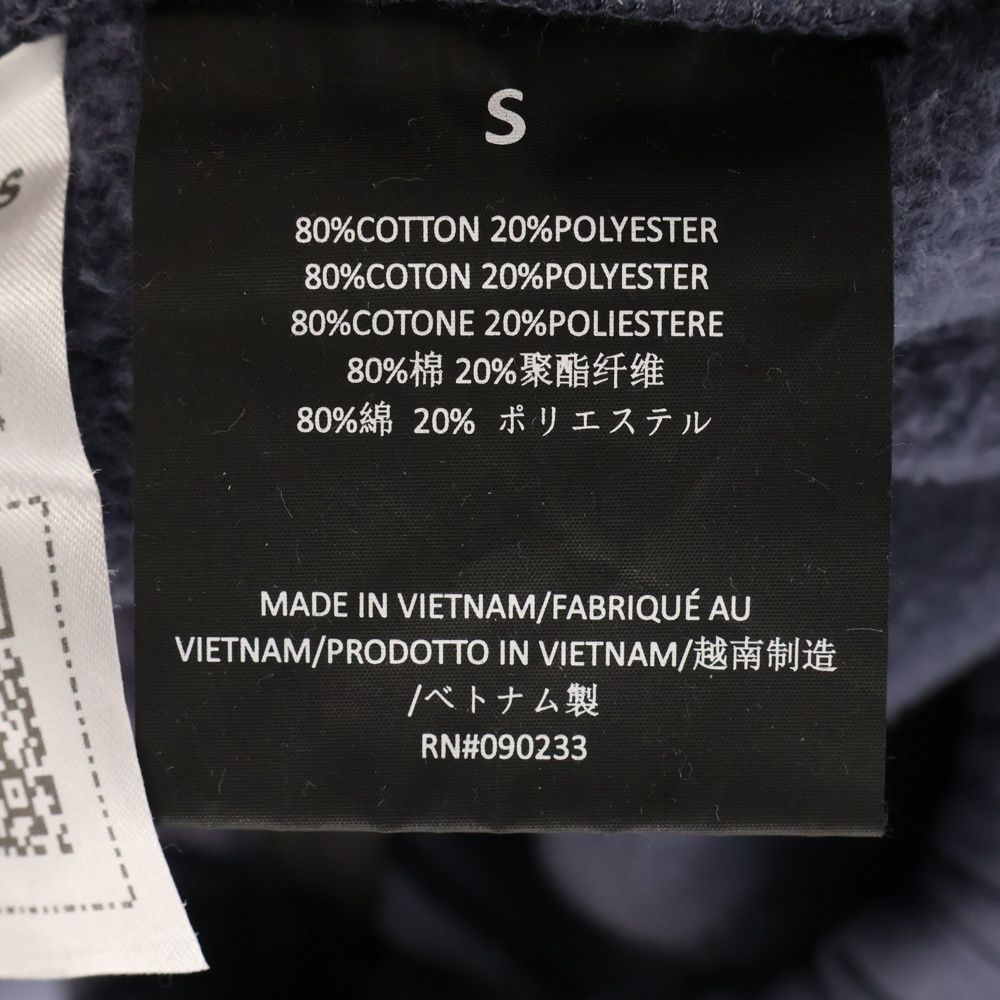 S
80%COTTON 20%POLYESTER
80%COTON 20%POLYESTER
80%COTONE 20%POLIESTERE
80%棉 20%聚酯纤维
80%綿 20% ポリエステル
MADE IN VIETNAM/FABRIQUÉ AU
VIETNAM/PRODOTTO IN VIETNAM/越南制造
/ベトナム製
RN#090233
S